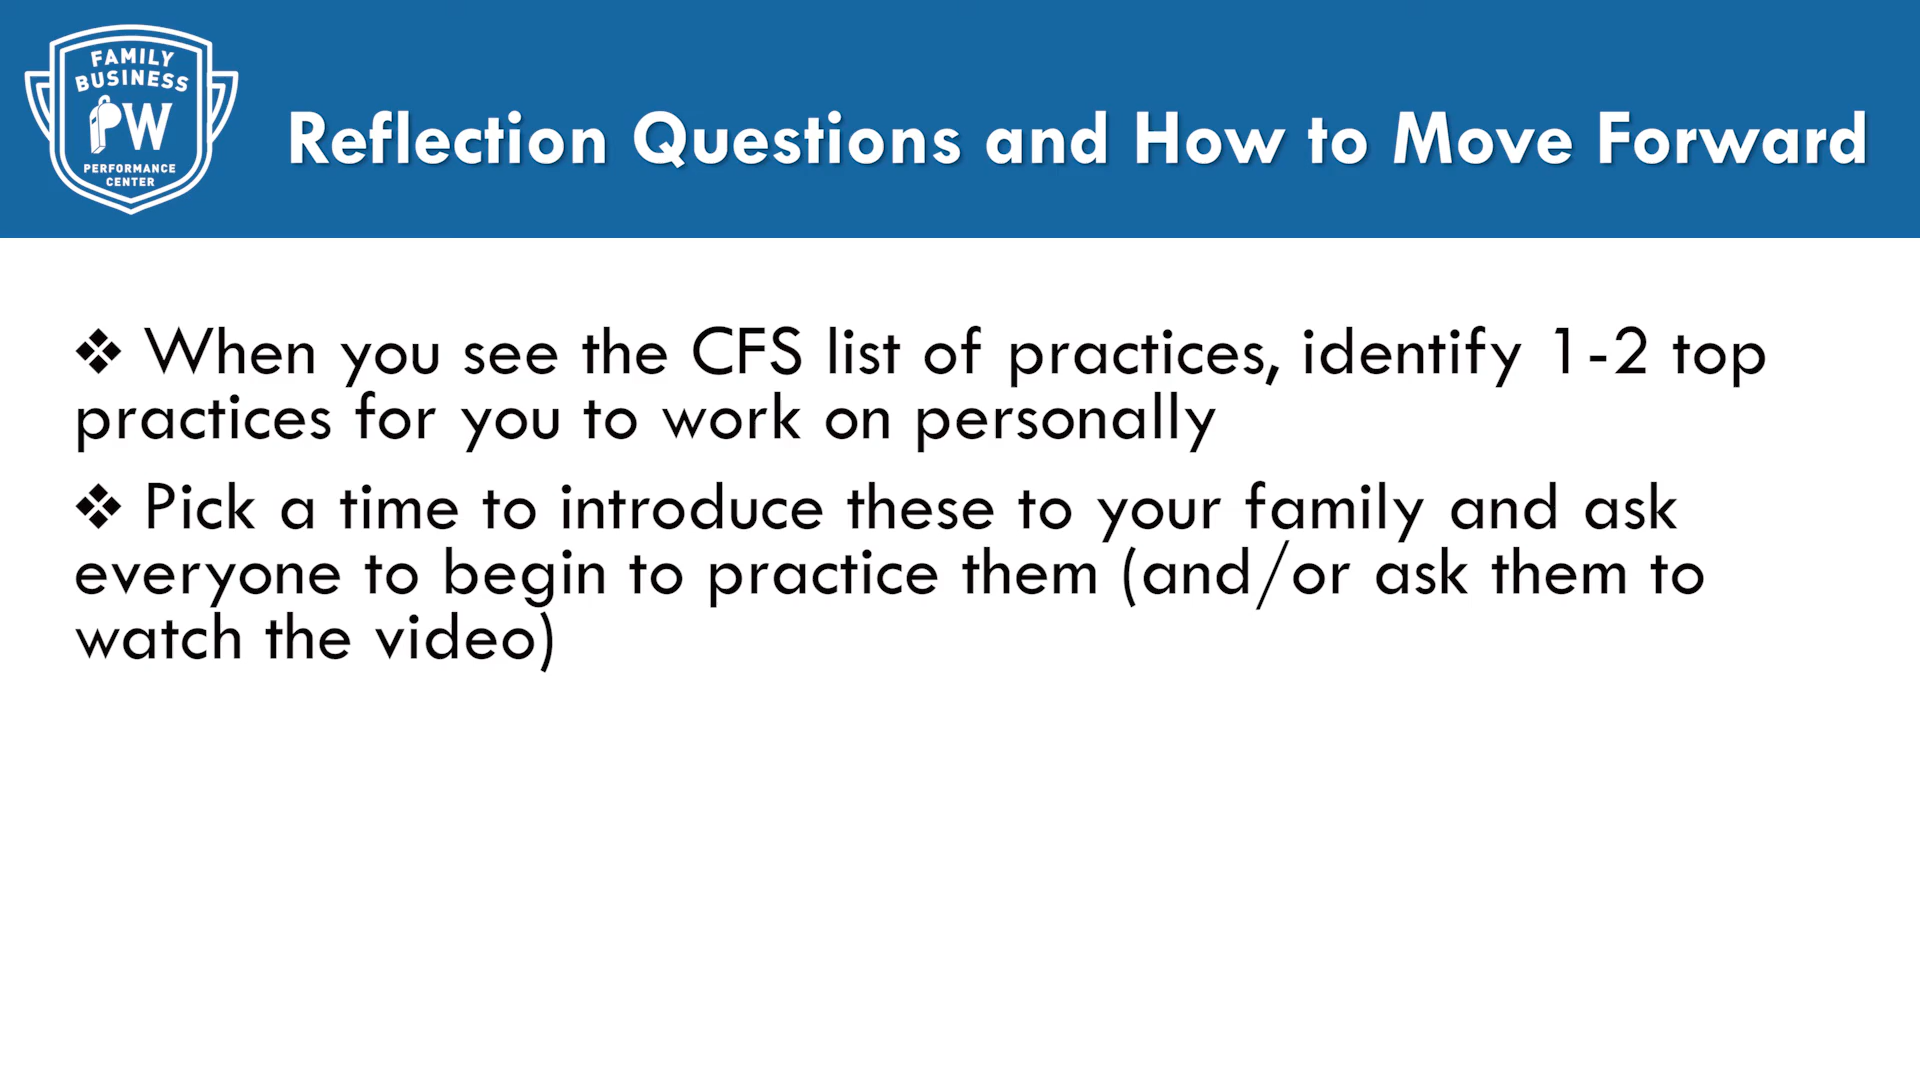 FAMILY
BUSINESS
PW
PERFORMANCE
CENTER
Reflection Questions and How to Move Forward
❖ When you see the CFS list of practices, identify 1-2 top
practices for you to work on personally
❖ Pick a time to introduce these to your family and ask
everyone to begin to practice them (and/or ask them to
watch the video)